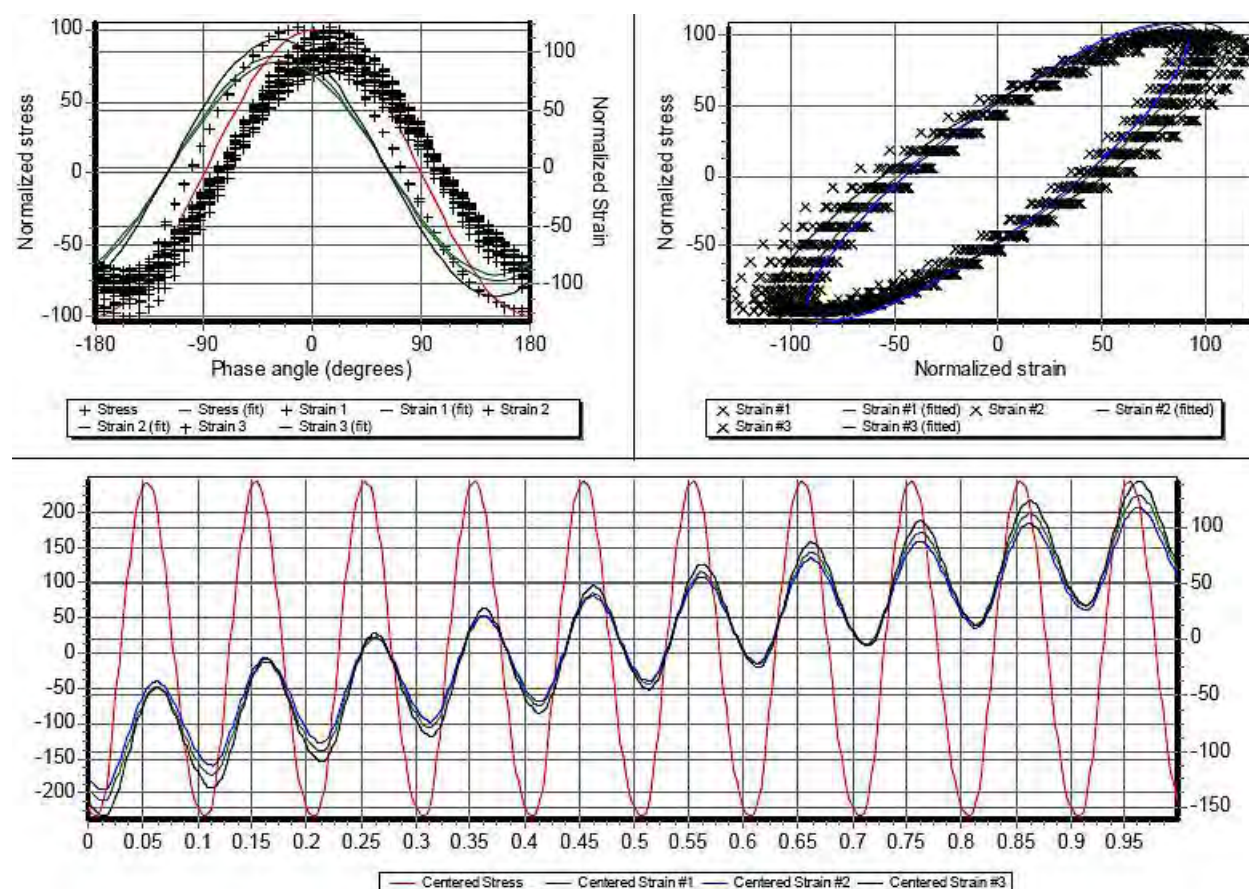 100
50
0
-50
-100
Normalized stress
100
50
0
-50
-100
Normalized Strain
-180 -90 0 90 180
Phase angle (degrees)
+ Stress — Stress (fit) + Strain 1 — Strain 1 (fit) + Strain 2
— Strain 2 (fit) + Strain 3 — Strain 3 (fit)
100
50
0
-50
Normalized stress
-100 -50 0 50 100
Normalized strain
× Strain #1 — Strain #1 (fitted) × Strain #2 — Strain #2 (fitted)
× Strain #3 — Strain #3 (fitted)
200
150
100
50
0
-50
-100
-150
-200
100
50
0
-50
-100
-150
0 0.05 0.1 0.15 0.2 0.25 0.3 0.35 0.4 0.45 0.5 0.55 0.6 0.65 0.7 0.75 0.8 0.85 0.9 0.95
— Centered Stress — Centered Strain #1 — Centered Strain #2 — Centered Strain #3